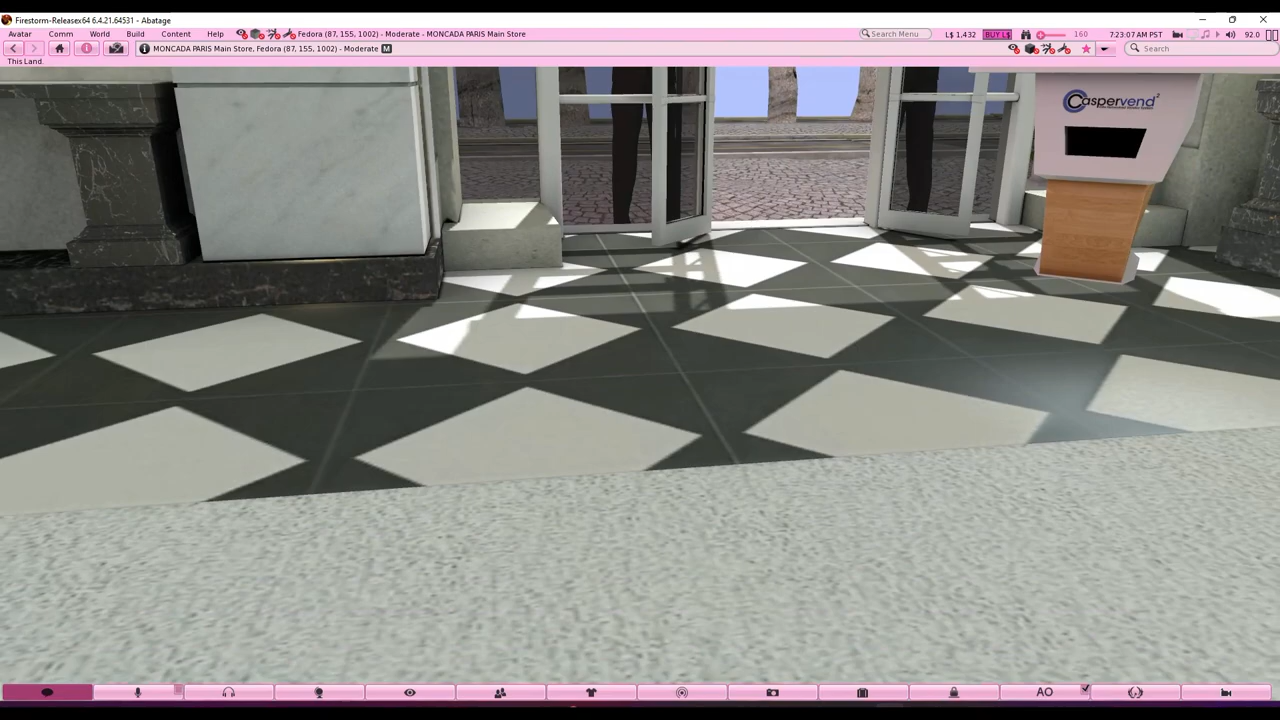 Firestorm-Releasex64 6.4.21.64531 - Abatage
Avatar Comm World Build Content Help Fedora (87, 155, 1002) - Moderate - MONCADA PARIS Main Store Search Menu L$ 1,432 BUY L$ 160 7:23:07 AM PST 92.0
MONCADA PARIS Main Store, Fedora (87, 155, 1002) - Moderate M Search
This Land.
Caspervend2
AO